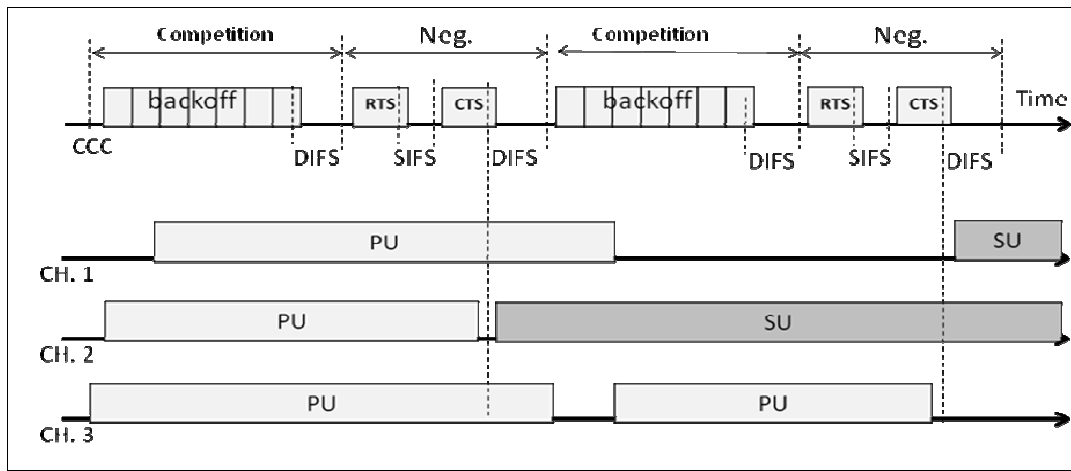 Competition Neg. Competition Neg.
backoff RTS CTS backoff RTS CTS Time
CCC DIFS SIFS DIFS DIFS SIFS DIFS
PU SU
CH. 1
PU SU
CH. 2
PU PU
CH. 3